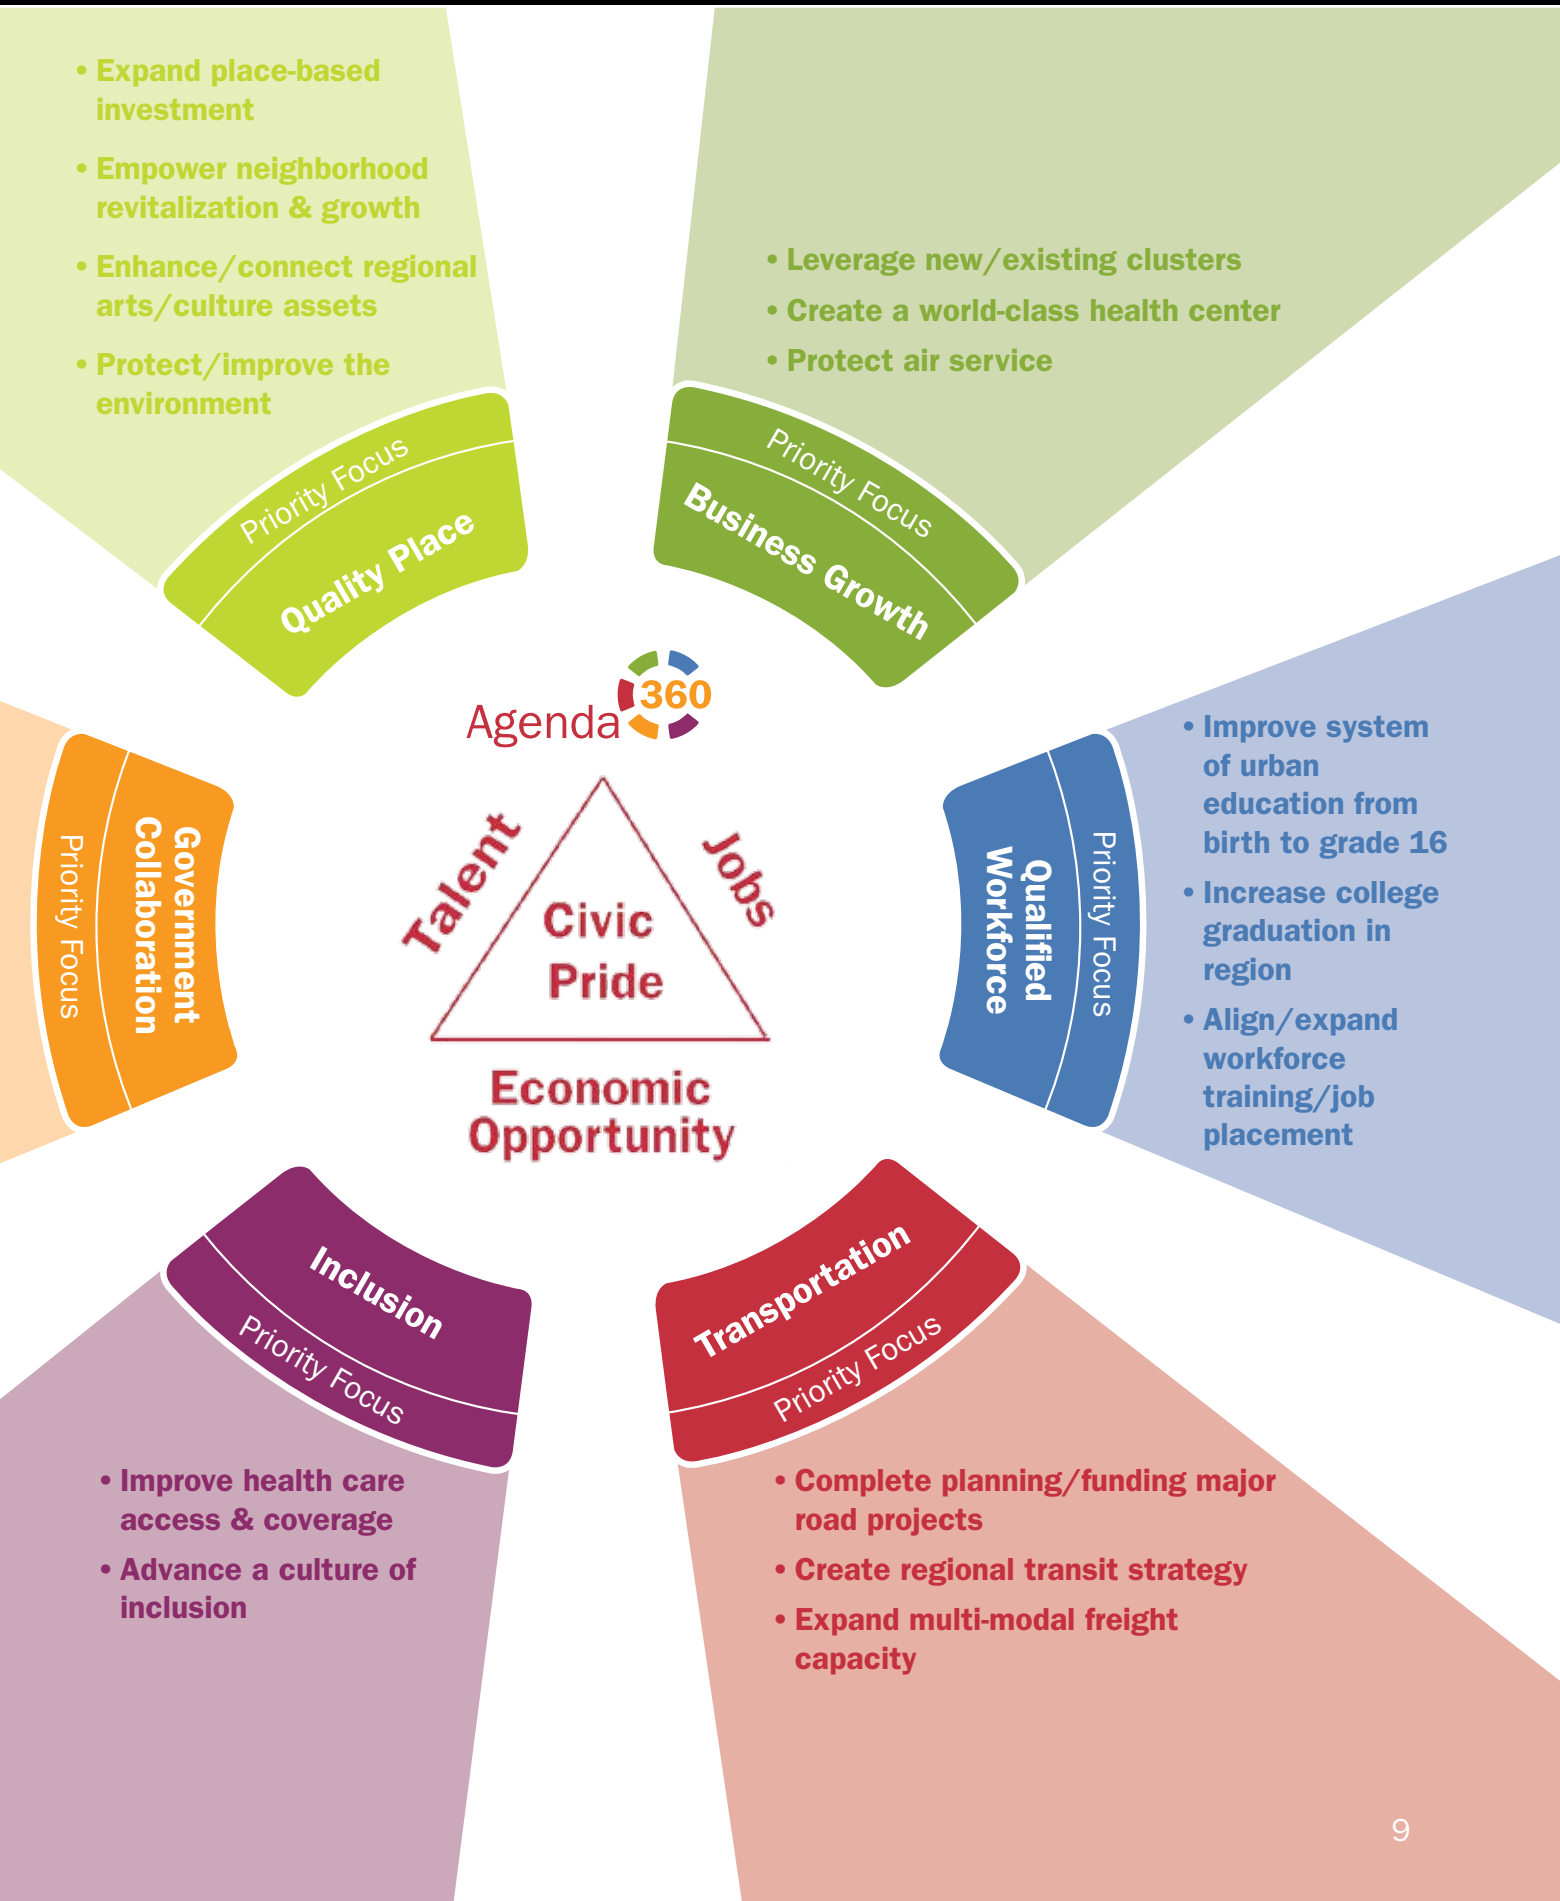 • Expand place-based
investment
• Empower neighborhood
revitalization & growth
• Enhance/connect regional
arts/culture assets
• Protect/improve the
environment
Priority Focus
Quality Place
• Leverage new/existing clusters
• Create a world-class health center
• Protect air service
Priority Focus
Business Growth
Agenda 360
Talent
Jobs
Civic
Pride
Economic
Opportunity
Government
Collaboration
Priority Focus
Qualified
Workforce
Priority Focus
• Improve system
of urban
education from
birth to grade 16
• Increase college
graduation in
region
• Align/expand
workforce
training/job
placement
Inclusion
Priority Focus
• Improve health care
access & coverage
• Advance a culture of
inclusion
Transportation
Priority Focus
• Complete planning/funding major
road projects
• Create regional transit strategy
• Expand multi-modal freight
capacity
9